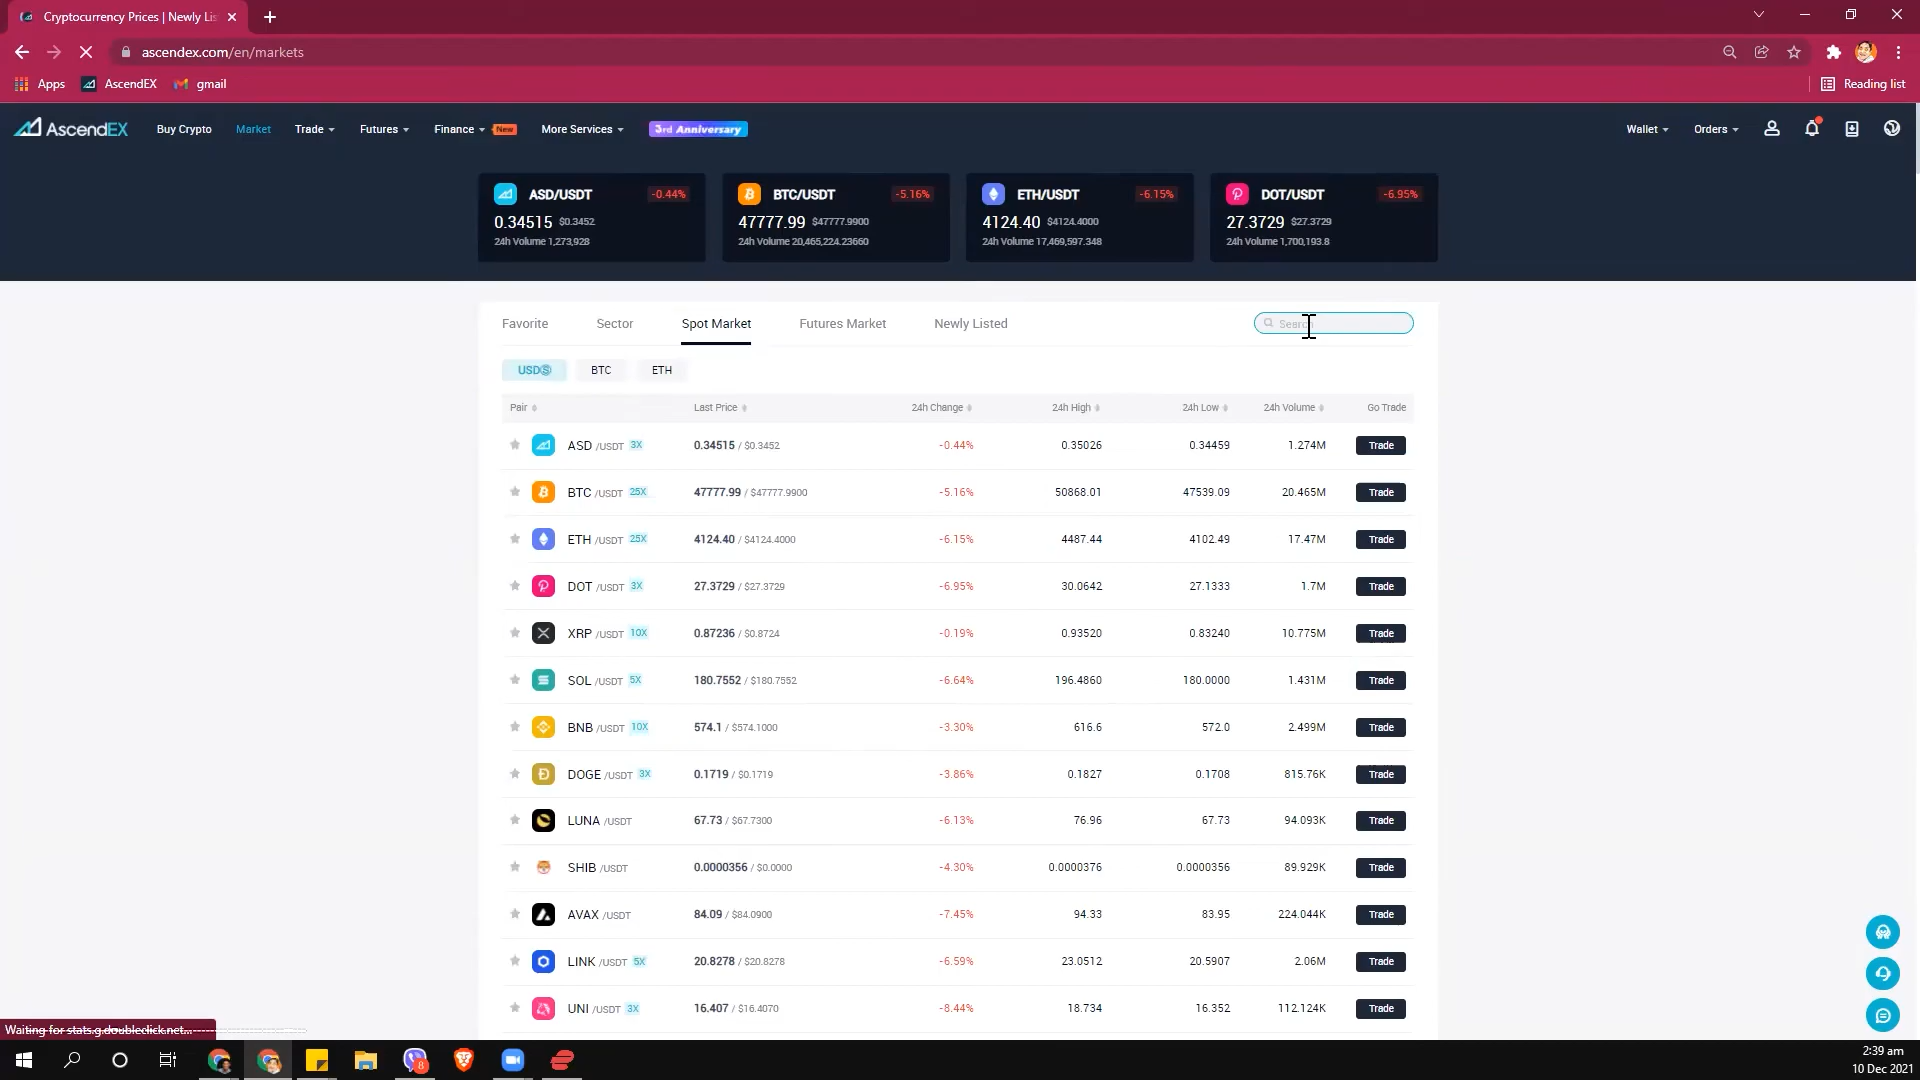 Cryptocurrency Prices | Newly Lis
ascendex.com/en/markets
Apps AscendEX gmail Reading list
AscendEX Buy Crypto Market Trade Futures Finance New More Services 3rd Anniversary Wallet Orders
ASD/USDT -0.44% BTC/USDT -5.16% ETH/USDT -6.15% DOT/USDT -6.95%
0.34515 $0.3452 47777.99 $47777.9900 4124.40 $4124.4000 27.3729 $27.3729
24h Volume 1,273,928 24h Volume 20,465,224.23660 24h Volume 17,469,597.348 24h Volume 1,700,193.8
Favorite Sector Spot Market Futures Market Newly Listed Search
USDⓈ BTC ETH
Pair Last Price 24h Change 24h High 24h Low 24h Volume Go Trade
ASD /USDT 3X 0.34515 / $0.3452 -0.44% 0.35026 0.34459 1.274M Trade
BTC /USDT 25X 47777.99 / $47777.9900 -5.16% 50868.01 47539.09 20.465M Trade
ETH /USDT 25X 4124.40 / $4124.4000 -6.15% 4487.44 4102.49 17.47M Trade
DOT /USDT 3X 27.3729 / $27.3729 -6.95% 30.0642 27.1333 1.7M Trade
XRP /USDT 10X 0.87236 / $0.8724 -0.19% 0.93520 0.83240 10.775M Trade
SOL /USDT 5X 180.7552 / $180.7552 -6.64% 196.4860 180.0000 1.431M Trade
BNB /USDT 10X 574.1 / $574.1000 -3.30% 616.6 572.0 2.499M Trade
DOGE /USDT 3X 0.1719 / $0.1719 -3.86% 0.1827 0.1708 815.76K Trade
LUNA /USDT 67.73 / $67.7300 -6.13% 76.96 67.73 94.093K Trade
SHIB /USDT 0.0000356 / $0.0000 -4.30% 0.0000376 0.0000356 89.929K Trade
AVAX /USDT 84.09 / $84.0900 -7.45% 94.33 83.95 224.044K Trade
LINK /USDT 5X 20.8278 / $20.8278 -6.59% 23.0512 20.5907 2.06M Trade
UNI /USDT 3X 16.407 / $16.4070 -8.44% 18.734 16.352 112.124K Trade
Waiting for stats.g.doubleclick.net...
8
2:39 am
10 Dec 2021